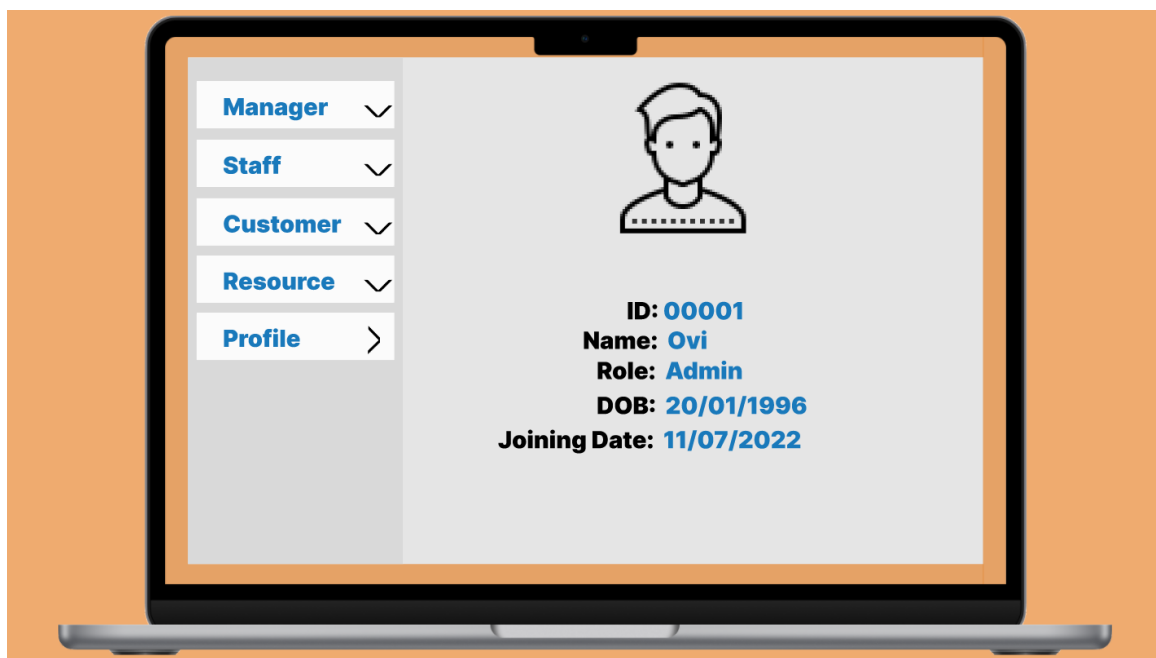 Manager
Staff
Customer
Resource
Profile
ID: 00001
Name: Ovi
Role: Admin
DOB: 20/01/1996
Joining Date: 11/07/2022